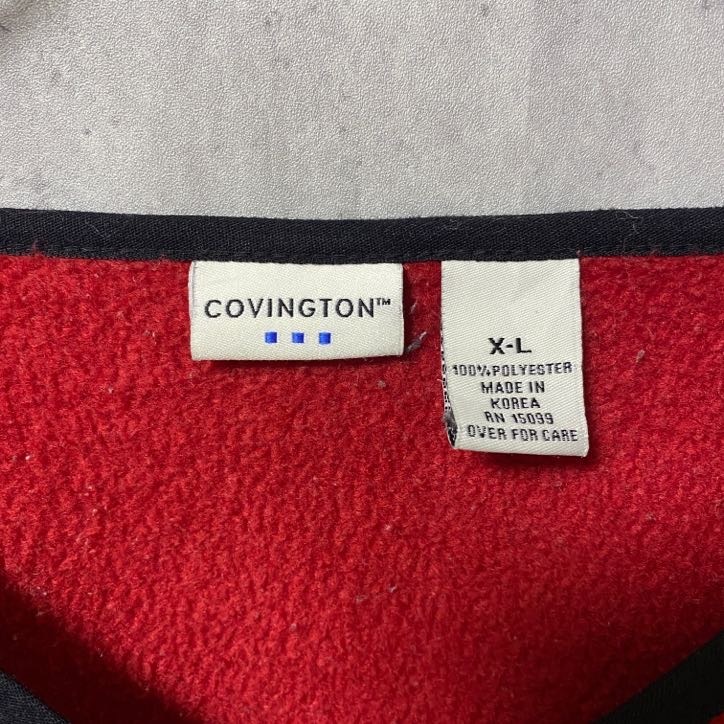 COVINGTON™
X-L
100% POLYESTER
MADE IN
KOREA
RN 15099
OVER FOR CARE